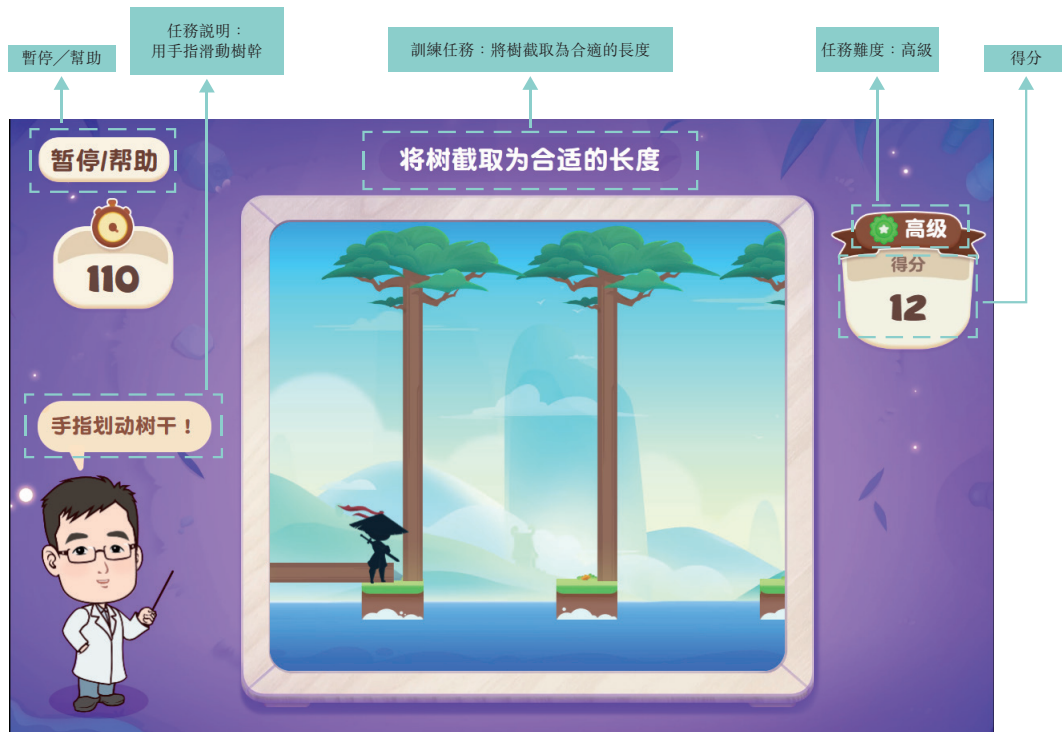 任務説明：
用手指滑動樹幹
暫停／幫助
訓練任務：將樹截取為合適的長度
任務難度：高級
得分
暂停/帮助
将树截取为合适的长度
高级
得分
12
110
手指划动树干！